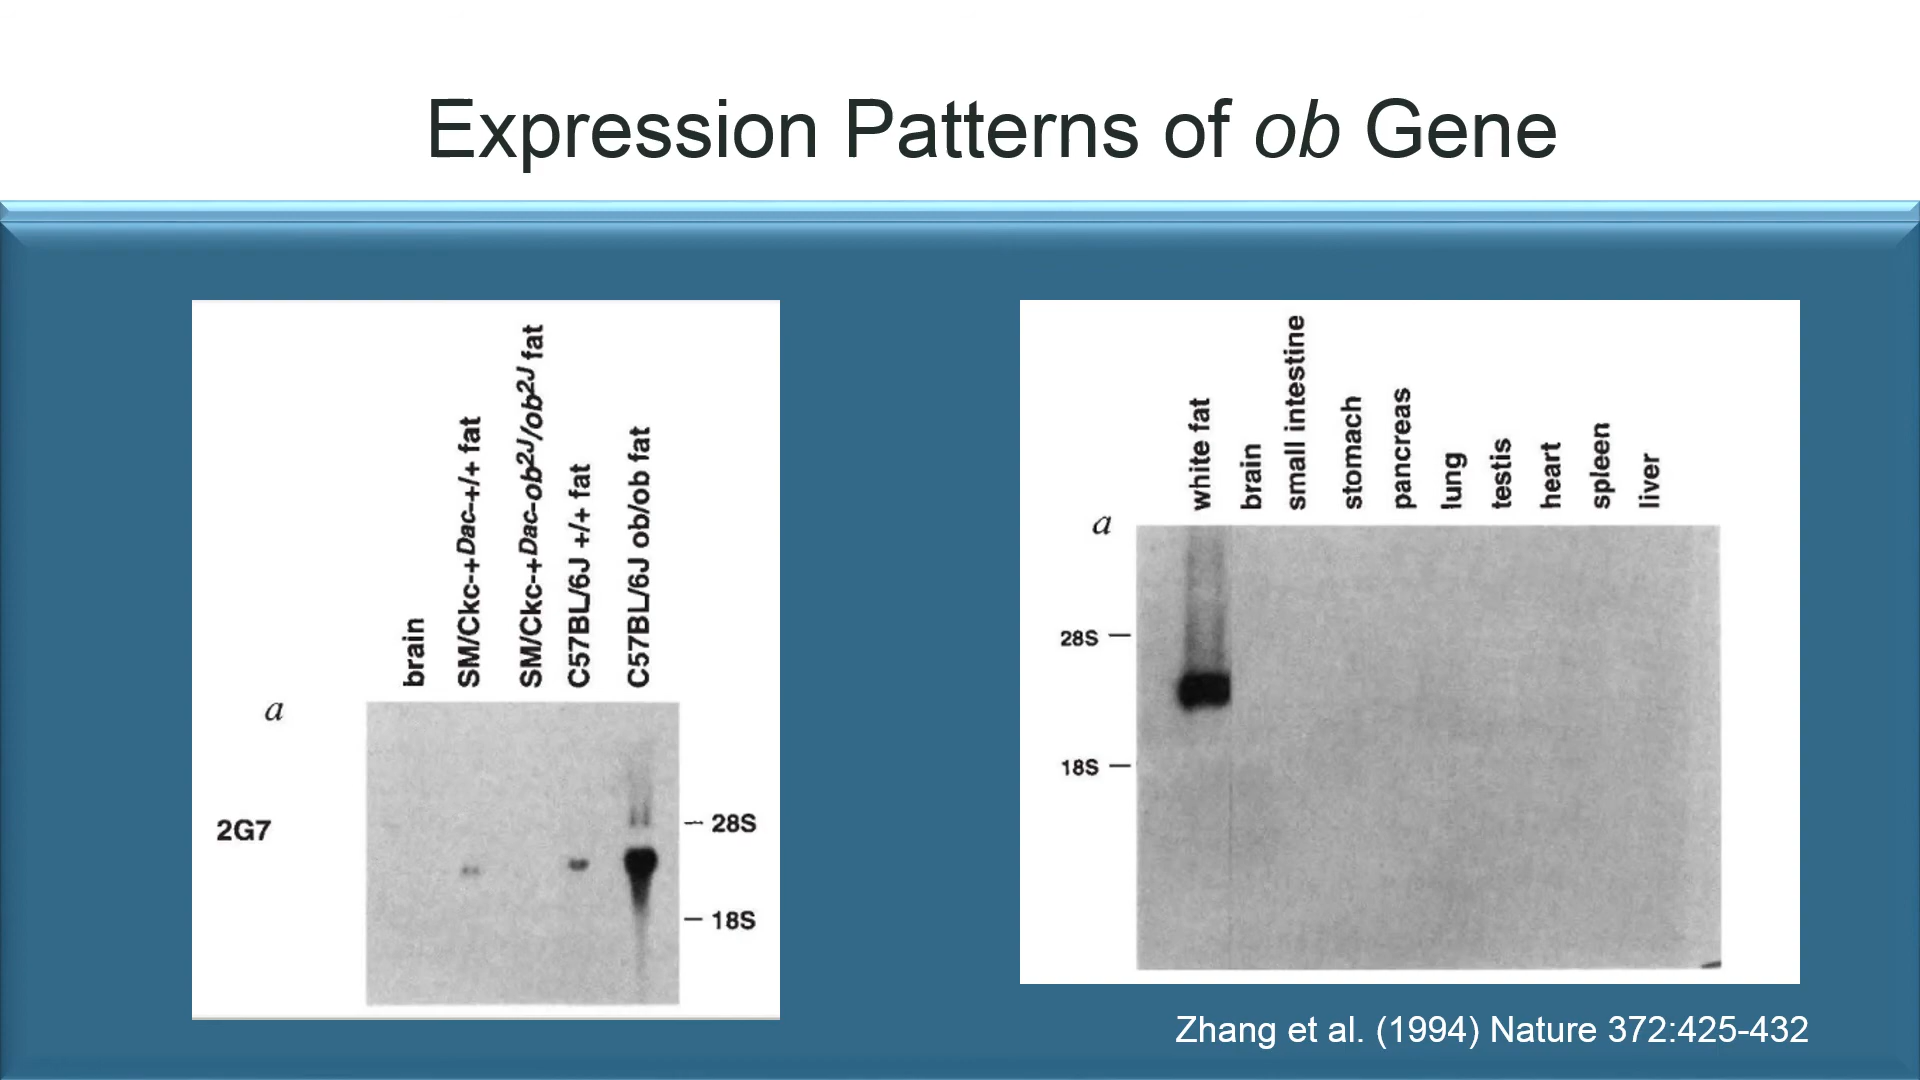 Expression Patterns of ob Gene
brain
SM/Ckc-+Dac-+/+ fat
SM/Ckc-+Dac-ob2J/ob2J fat
C57BL/6J +/+ fat
C57BL/6J ob/ob fat
a
2G7
28S
18S
white fat
brain
small intestine
stomach
pancreas
lung
testis
heart
spleen
liver
a
28S
18S
Zhang et al. (1994) Nature 372:425-432